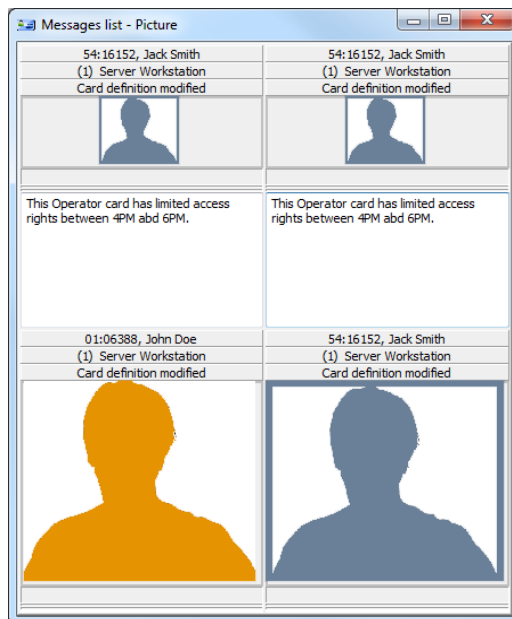 Messages list - Picture
54:16152, Jack Smith
(1) Server Workstation
Card definition modified
This Operator card has limited access
rights between 4PM abd 6PM.
54:16152, Jack Smith
(1) Server Workstation
Card definition modified
This Operator card has limited access
rights between 4PM abd 6PM.
01:06388, John Doe
(1) Server Workstation
Card definition modified
54:16152, Jack Smith
(1) Server Workstation
Card definition modified